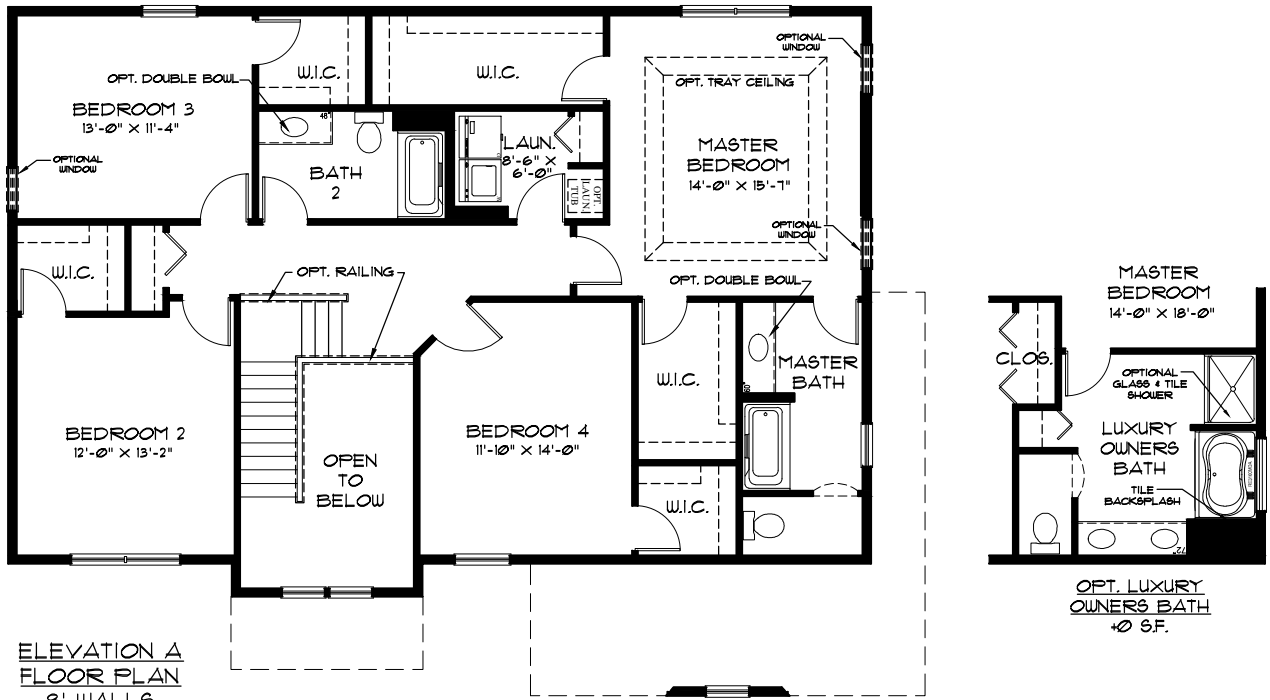 OPTIONAL
WINDOW
W.I.C.
W.I.C.
OPT. DOUBLE BOWL
OPT. TRAY CEILING
BEDROOM 3
13'-0" X 11'-4"
48"
LAUN.
8'-6" X
6'-0"
MASTER
BEDROOM
14'-0" X 15'-7"
OPTIONAL
WINDOW
BATH
2
OPT.
LAUN
TUB
OPTIONAL
WINDOW
W.I.C.
OPT. RAILING
OPT. DOUBLE BOWL
MASTER
BATH
W.I.C.
60"
BEDROOM 2
12'-0" X 13'-2"
OPEN
TO
BELOW
BEDROOM 4
11'-10" X 14'-0"
W.I.C.
MASTER
BEDROOM
14'-0" X 18'-0"
CLOS.
OPTIONAL
GLASS & TILE
SHOWER
LUXURY
OWNERS
BATH
TILE
BACKSPLASH
72"
OPT. LUXURY
OWNERS BATH
+0 S.F.
ELEVATION A
FLOOR PLAN
9' WALLS